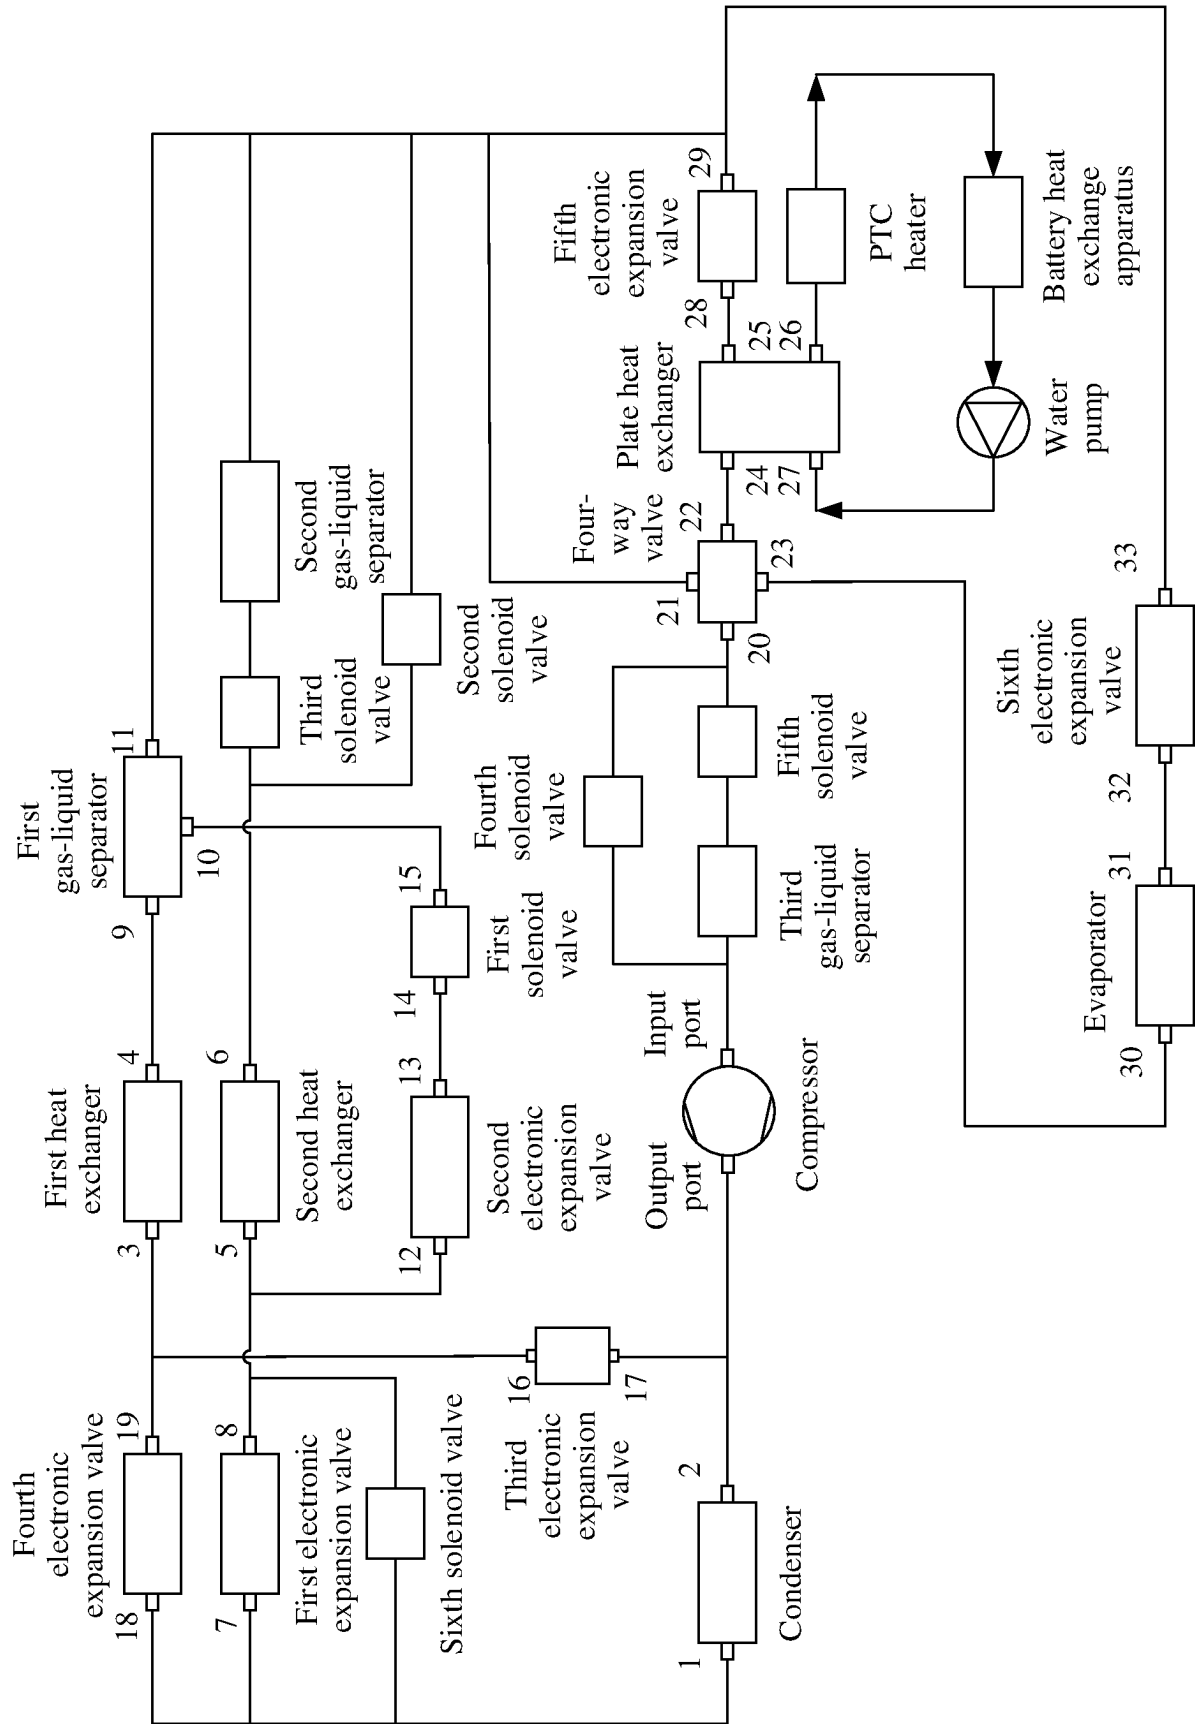 Fourth
electronic
expansion valve
18
19
First heat
exchanger
3
4
First
gas-liquid
separator
9
11
10
7
8
First electronic
expansion valve
5
6
Second heat
exchanger
Third
solenoid
valve
Second
gas-liquid
separator
Sixth solenoid valve
12
13
Second
electronic
expansion
valve
14
15
First
solenoid
valve
Second
solenoid
valve
16
17
Third
electronic
expansion
valve
Fourth
solenoid
valve
Four-
way
valve
Plate heat
exchanger
Fifth
electronic
expansion
valve
1
2
Condenser
Output
port
Input
port
Compressor
Third
gas-liquid
separator
Fifth
solenoid
valve
20
21
22
23
24
27
25
26
28
29
PTC
heater
Water
pump
Battery heat
exchange
apparatus
30
31
Evaporator
32
33
Sixth
electronic
expansion
valve